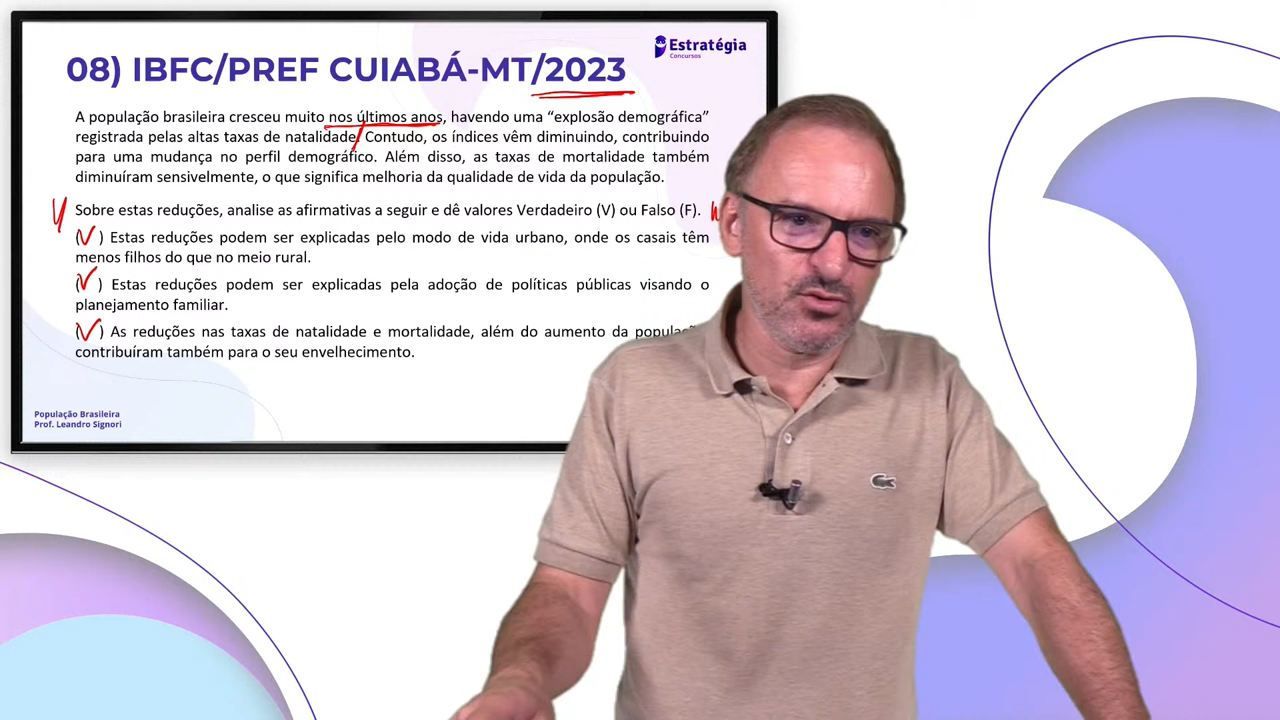 Estratégia
Concursos
08) IBFC/PREF CUIABÁ-MT/2023
A população brasileira cresceu muito nos últimos anos, havendo uma “explosão demográfica”
registrada pelas altas taxas de natalidade. Contudo, os índices vêm diminuindo, contribuindo
para uma mudança no perfil demográfico. Além disso, as taxas de mortalidade também
diminuíram sensivelmente, o que significa melhoria da qualidade de vida da população.
Sobre estas reduções, analise as afirmativas a seguir e dê valores Verdadeiro (V) ou Falso (F).
(V) Estas reduções podem ser explicadas pelo modo de vida urbano, onde os casais têm
menos filhos do que no meio rural.
(V) Estas reduções podem ser explicadas pela adoção de políticas públicas visando o
planejamento familiar.
(V) As reduções nas taxas de natalidade e mortalidade, além do aumento da
contribuíram também para o seu envelhecimento.
População Brasileira
Prof. Leandro Signori